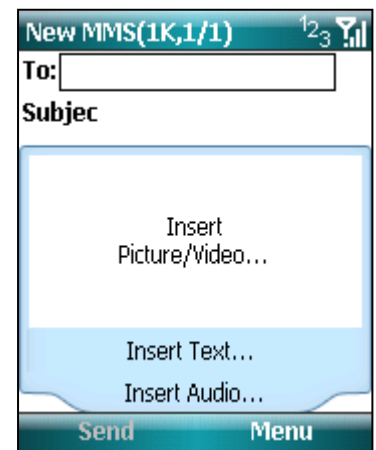 New MMS(1K,1/1) 123
To:
Subjec
Insert
Picture/Video...
Insert Text...
Insert Audio...
Send Menu